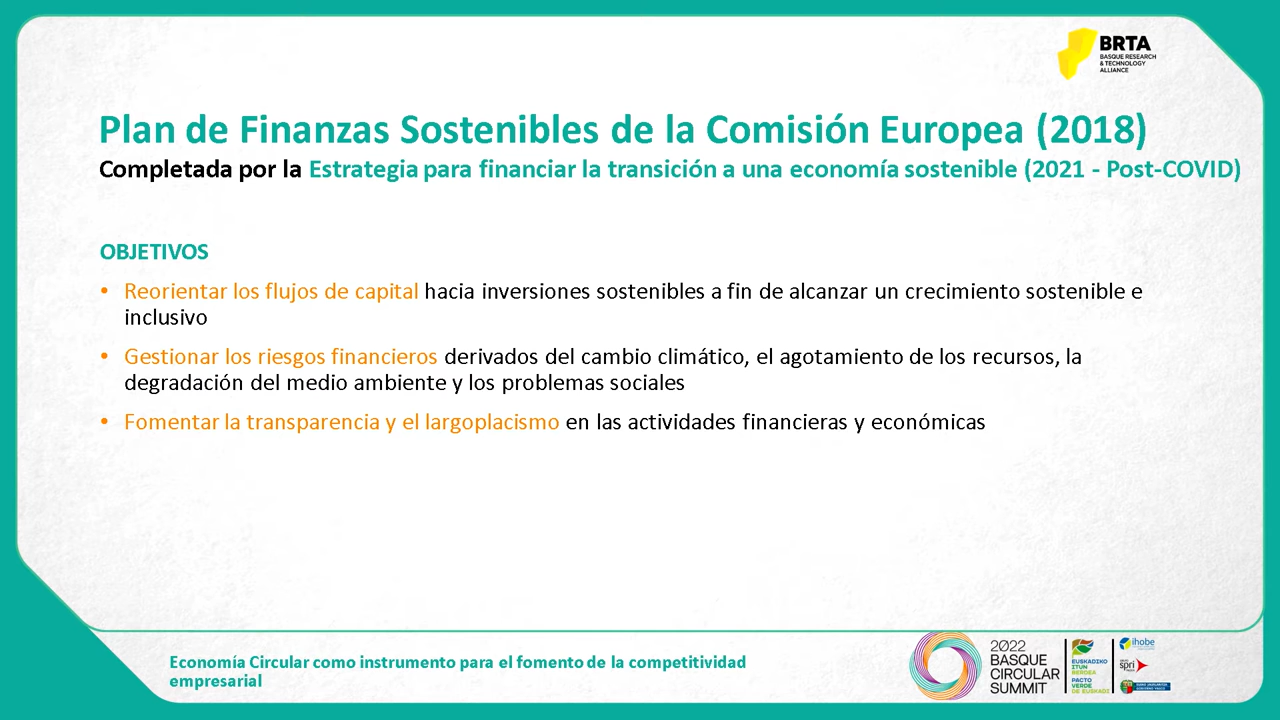 BRTA
BASQUE RESEARCH
& TECHNOLOGY
ALLIANCE
Plan de Finanzas Sostenibles de la Comisión Europea (2018)
Completada por la Estrategia para financiar la transición a una economía sostenible (2021 - Post-COVID)
OBJETIVOS
• Reorientar los flujos de capital hacia inversiones sostenibles a fin de alcanzar un crecimiento sostenible e
inclusivo
• Gestionar los riesgos financieros derivados del cambio climático, el agotamiento de los recursos, la
degradación del medio ambiente y los problemas sociales
• Fomentar la transparencia y el largoplacismo en las actividades financieras y económicas
Economía Circular como instrumento para el fomento de la competitividad
empresarial
2022
BASQUE
CIRCULAR
SUMMIT
EUSKADIKO
ITUN
BERDEA
PACTO
VERDE
DE EUSKADI
ihobe
spri